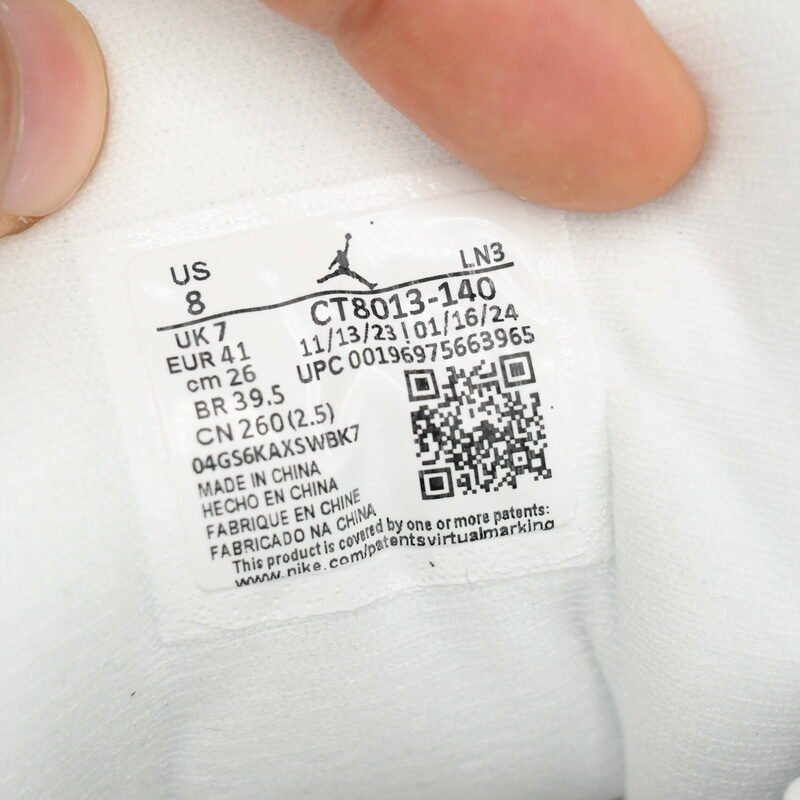 US
8
LN3
UK 7
EUR 41
cm 26
BR 39.5
CN 260 (2.5)
04GS6KAXSWBK7
CT8013-140
11/13/23 | 01/16/24
UPC 00196975663965
MADE IN CHINA
HECHO EN CHINA
FABRIQUE EN CHINE
FABRICADO NA CHINA
This product is covered by one or more patents:
www.nike.com/patentsvirtualmarking